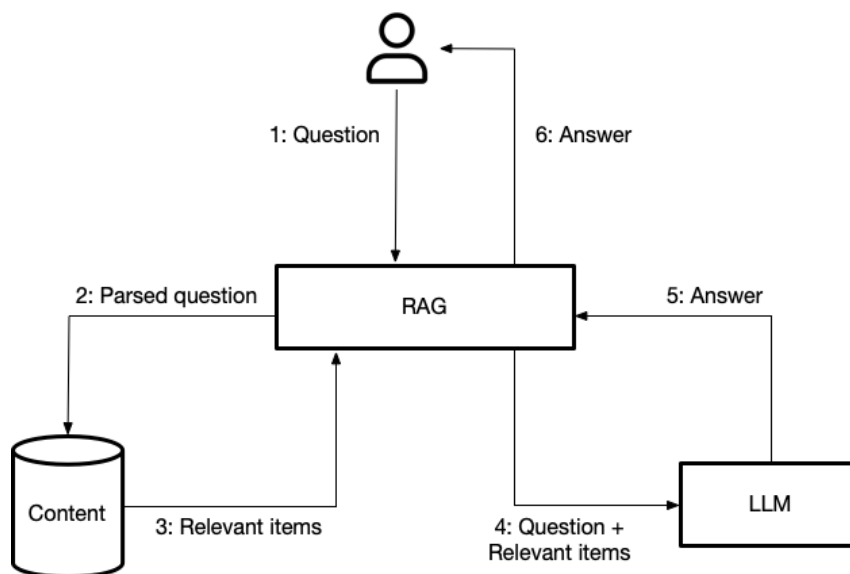 1: Question
6: Answer
2: Parsed question
RAG
5: Answer
Content
3: Relevant items
4: Question +
Relevant items
LLM